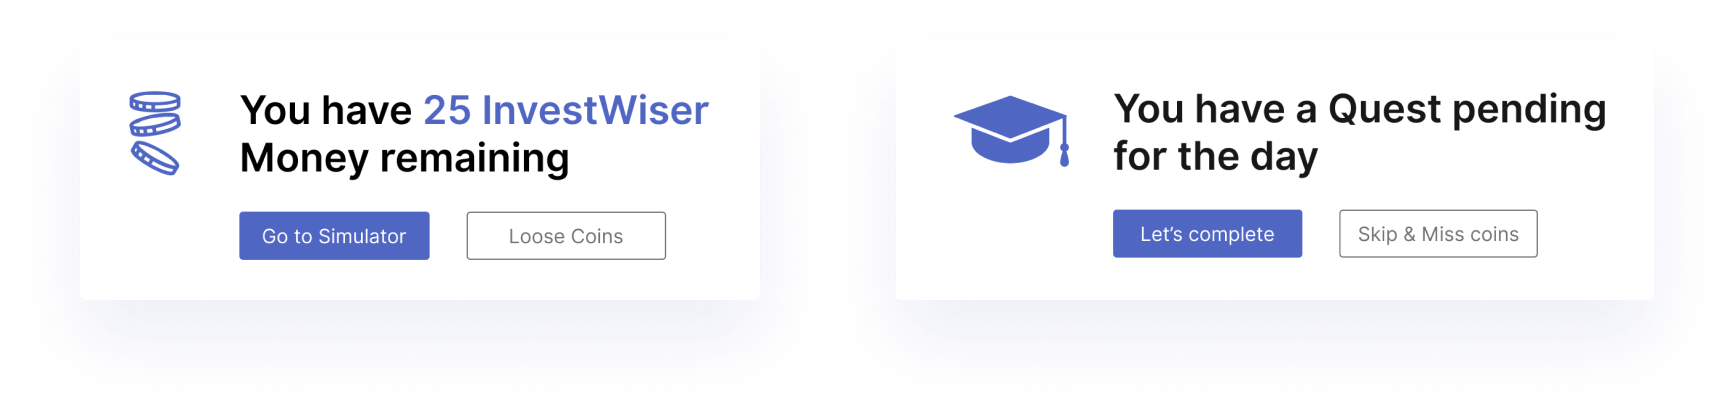 You have 25 InvestWiser
Money remaining
Go to Simulator
Loose Coins
You have a Quest pending
for the day
Let’s complete
Skip & Miss coins